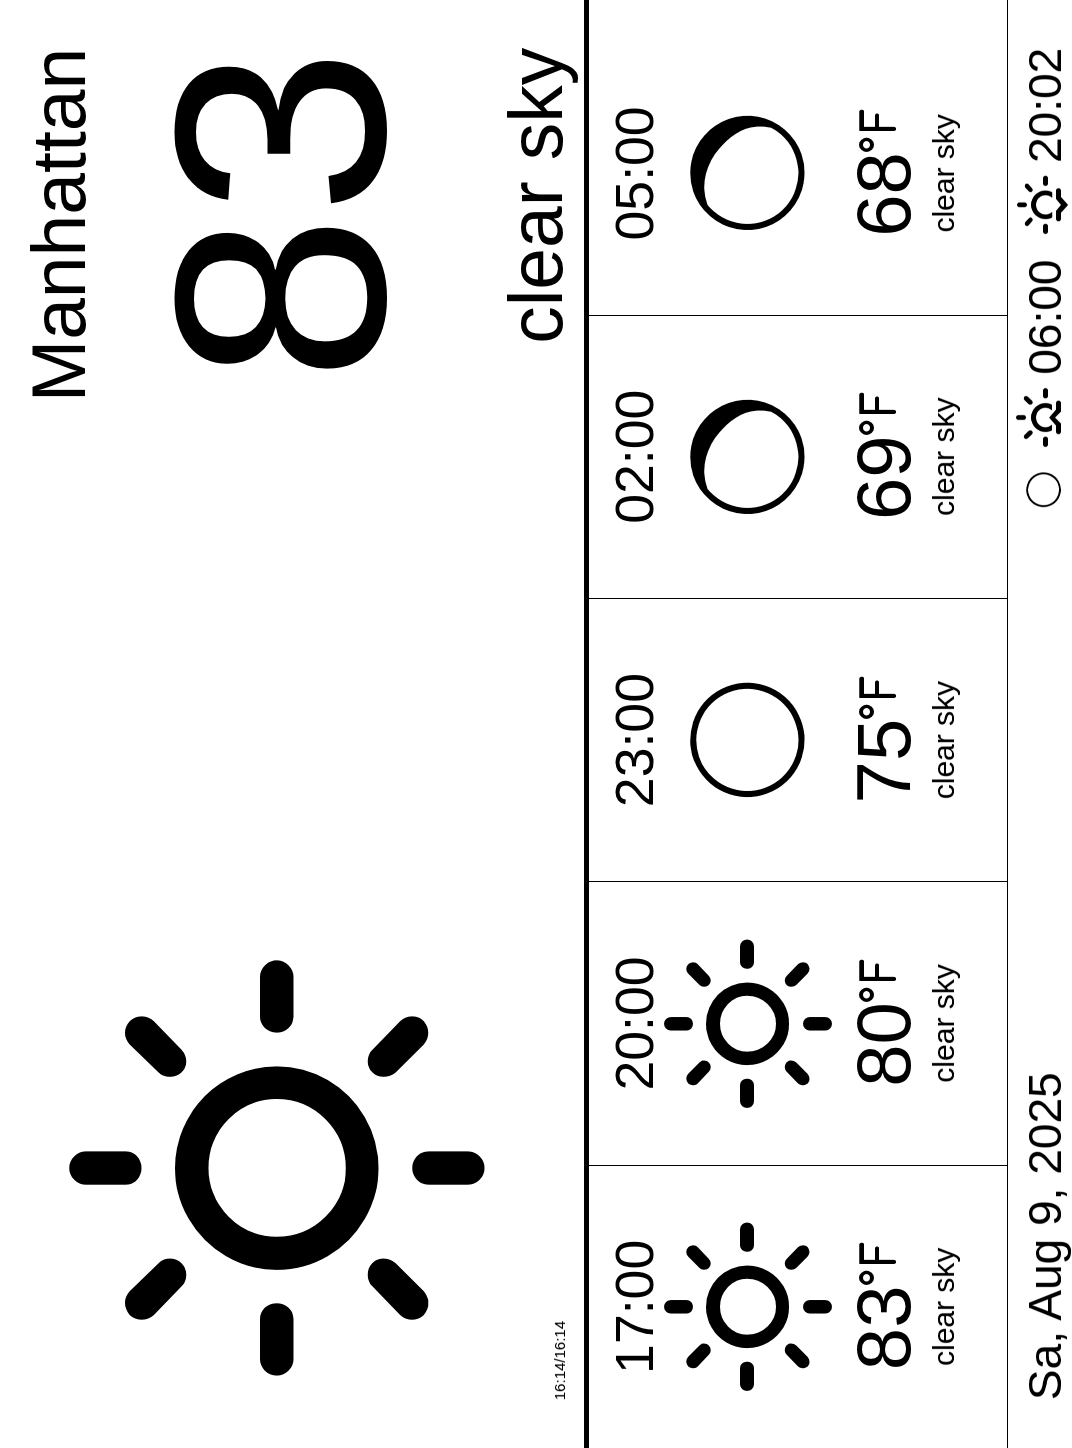 Manhattan
83
clear sky
16:14/16:14
17:00 20:00 23:00 02:00 05:00
83°F 80°F 75°F 69°F 68°F
clear sky clear sky clear sky clear sky clear sky
Sa, Aug 9, 2025 06:00 20:02